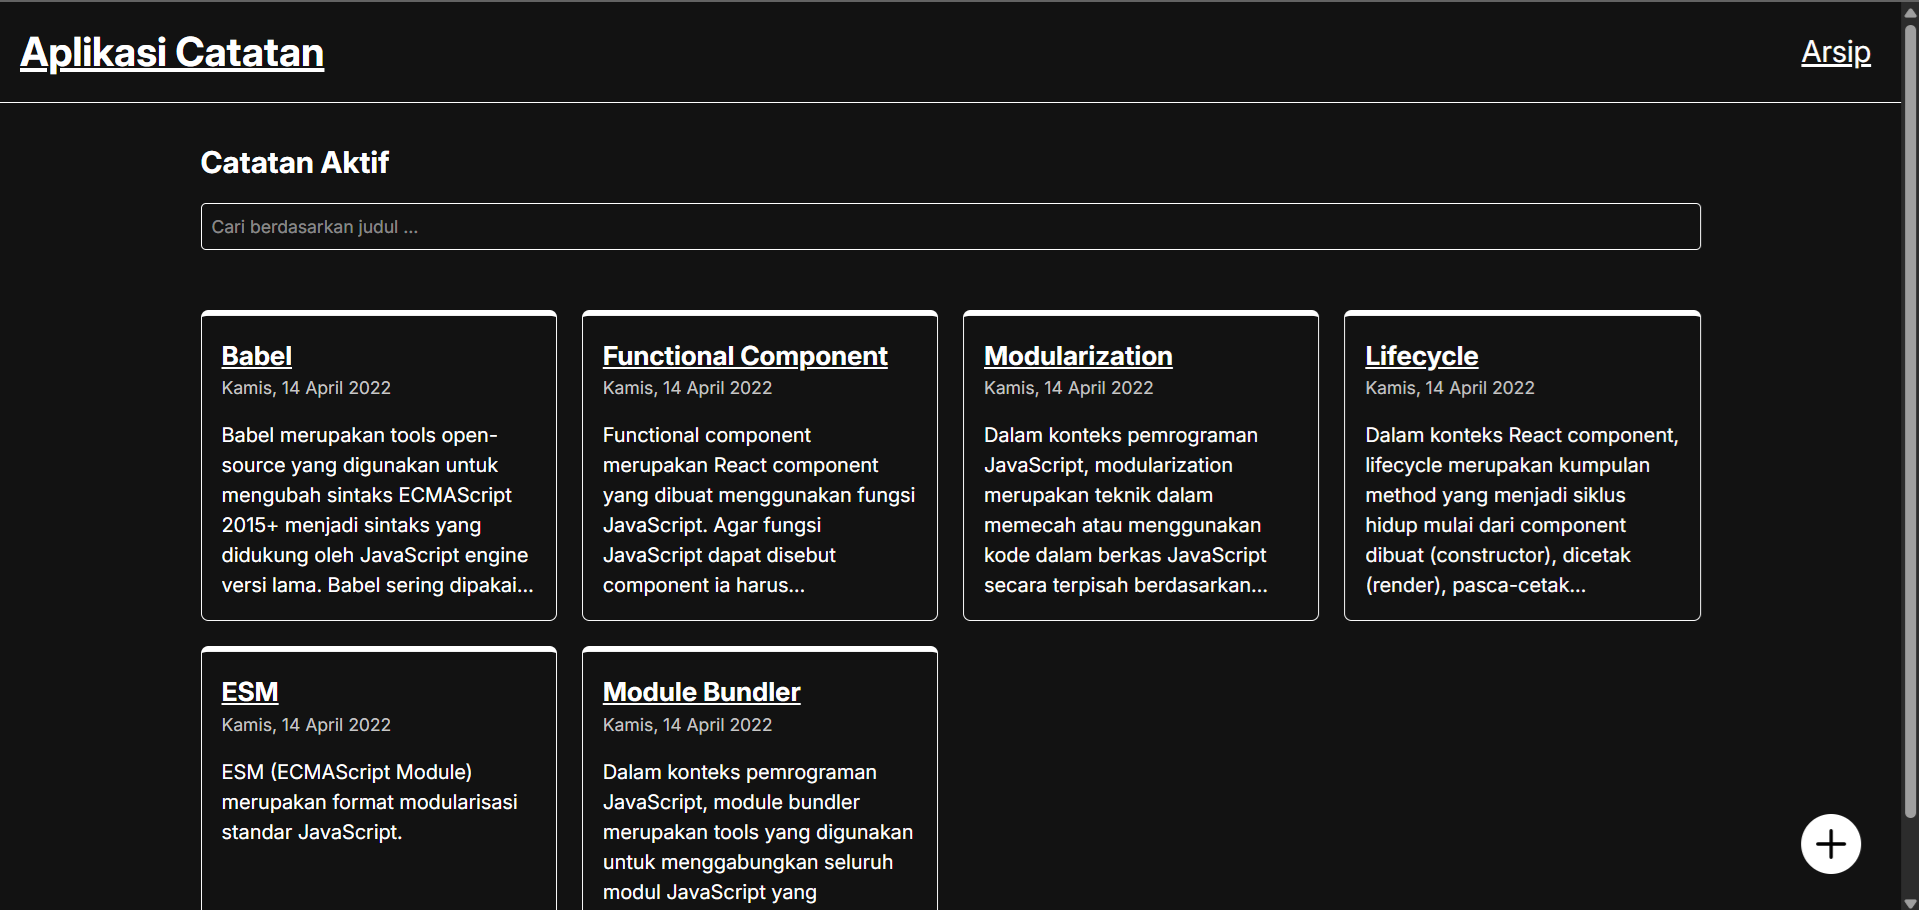 Aplikasi Catatan
Arsip
Catatan Aktif
Cari berdasarkan judul ...
Babel
Kamis, 14 April 2022
Babel merupakan tools open-
source yang digunakan untuk
mengubah sintaks ECMAScript
2015+ menjadi sintaks yang
didukung oleh JavaScript engine
versi lama. Babel sering dipakai...
Functional Component
Kamis, 14 April 2022
Functional component
merupakan React component
yang dibuat menggunakan fungsi
JavaScript. Agar fungsi
JavaScript dapat disebut
component ia harus...
Modularization
Kamis, 14 April 2022
Dalam konteks pemrograman
JavaScript, modularization
merupakan teknik dalam
memecah atau menggunakan
kode dalam berkas JavaScript
secara terpisah berdasarkan...
Lifecycle
Kamis, 14 April 2022
Dalam konteks React component,
lifecycle merupakan kumpulan
method yang menjadi siklus
hidup mulai dari component
dibuat (constructor), dicetak
(render), pasca-cetak...
ESM
Kamis, 14 April 2022
ESM (ECMAScript Module)
merupakan format modularisasi
standar JavaScript.
Module Bundler
Kamis, 14 April 2022
Dalam konteks pemrograman
JavaScript, module bundler
merupakan tools yang digunakan
untuk menggabungkan seluruh
modul JavaScript yang